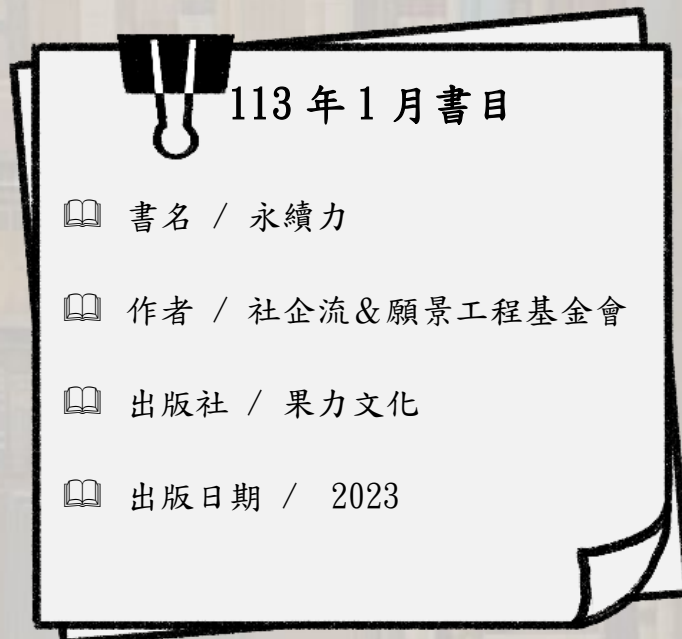 113年1月書目
書名 / 永續力
作者 / 社企流&願景工程基金會
出版社 / 果力文化
出版日期 / 2023